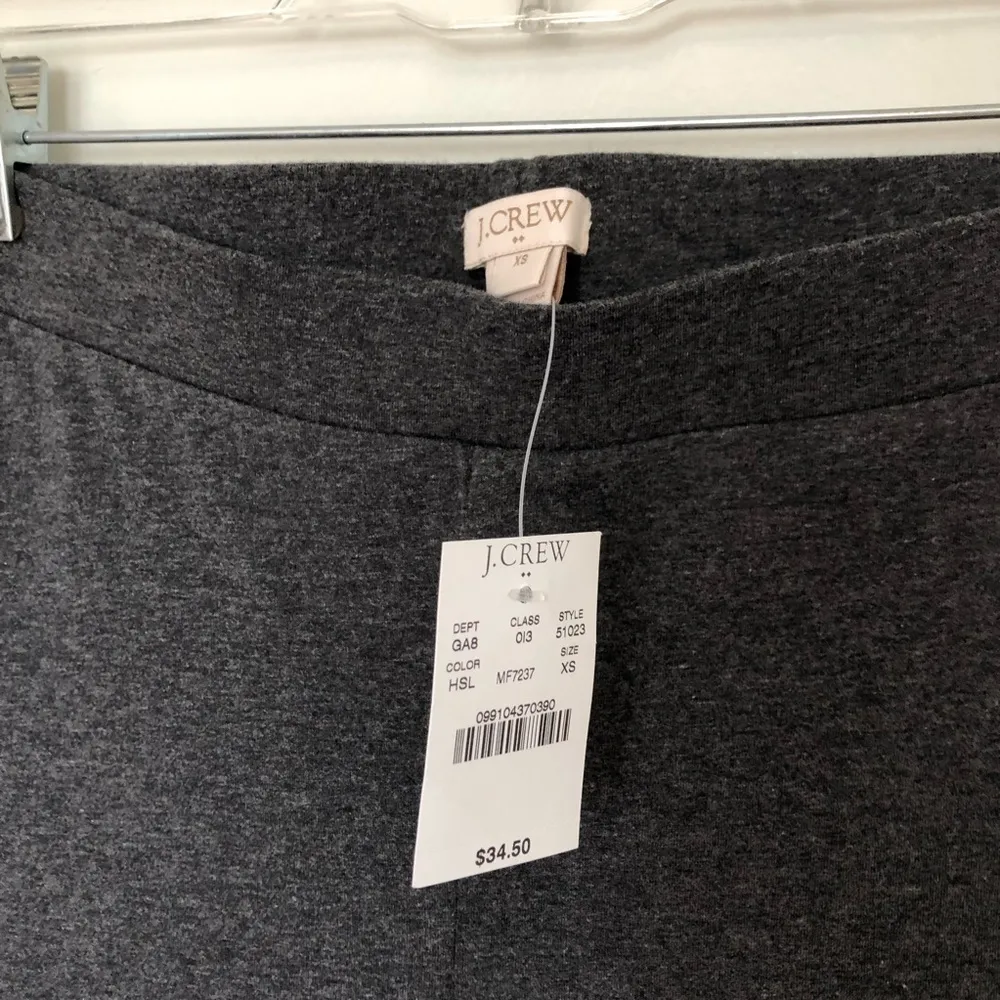 J.CREW
XS
J.CREW
DEPT CLASS STYLE
GA8 013 51023
COLOR SIZE
HSL MF7237 XS
099104370390
$34.50